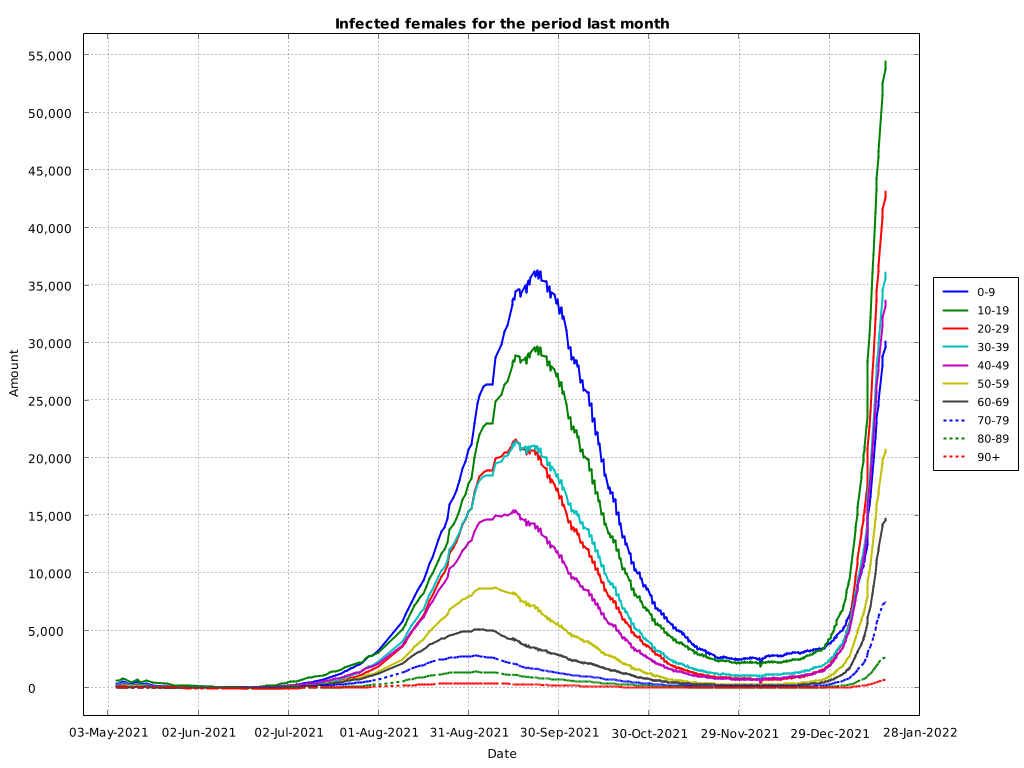 Infected females for the period last month
Amount
55,000
50,000
45,000
40,000
35,000
30,000
25,000
20,000
15,000
10,000
5,000
0
03-May-2021
02-Jun-2021
02-Jul-2021
01-Aug-2021
31-Aug-2021
30-Sep-2021
30-Oct-2021
29-Nov-2021
29-Dec-2021
28-Jan-2022
Date
0-9
10-19
20-29
30-39
40-49
50-59
60-69
70-79
80-89
90+